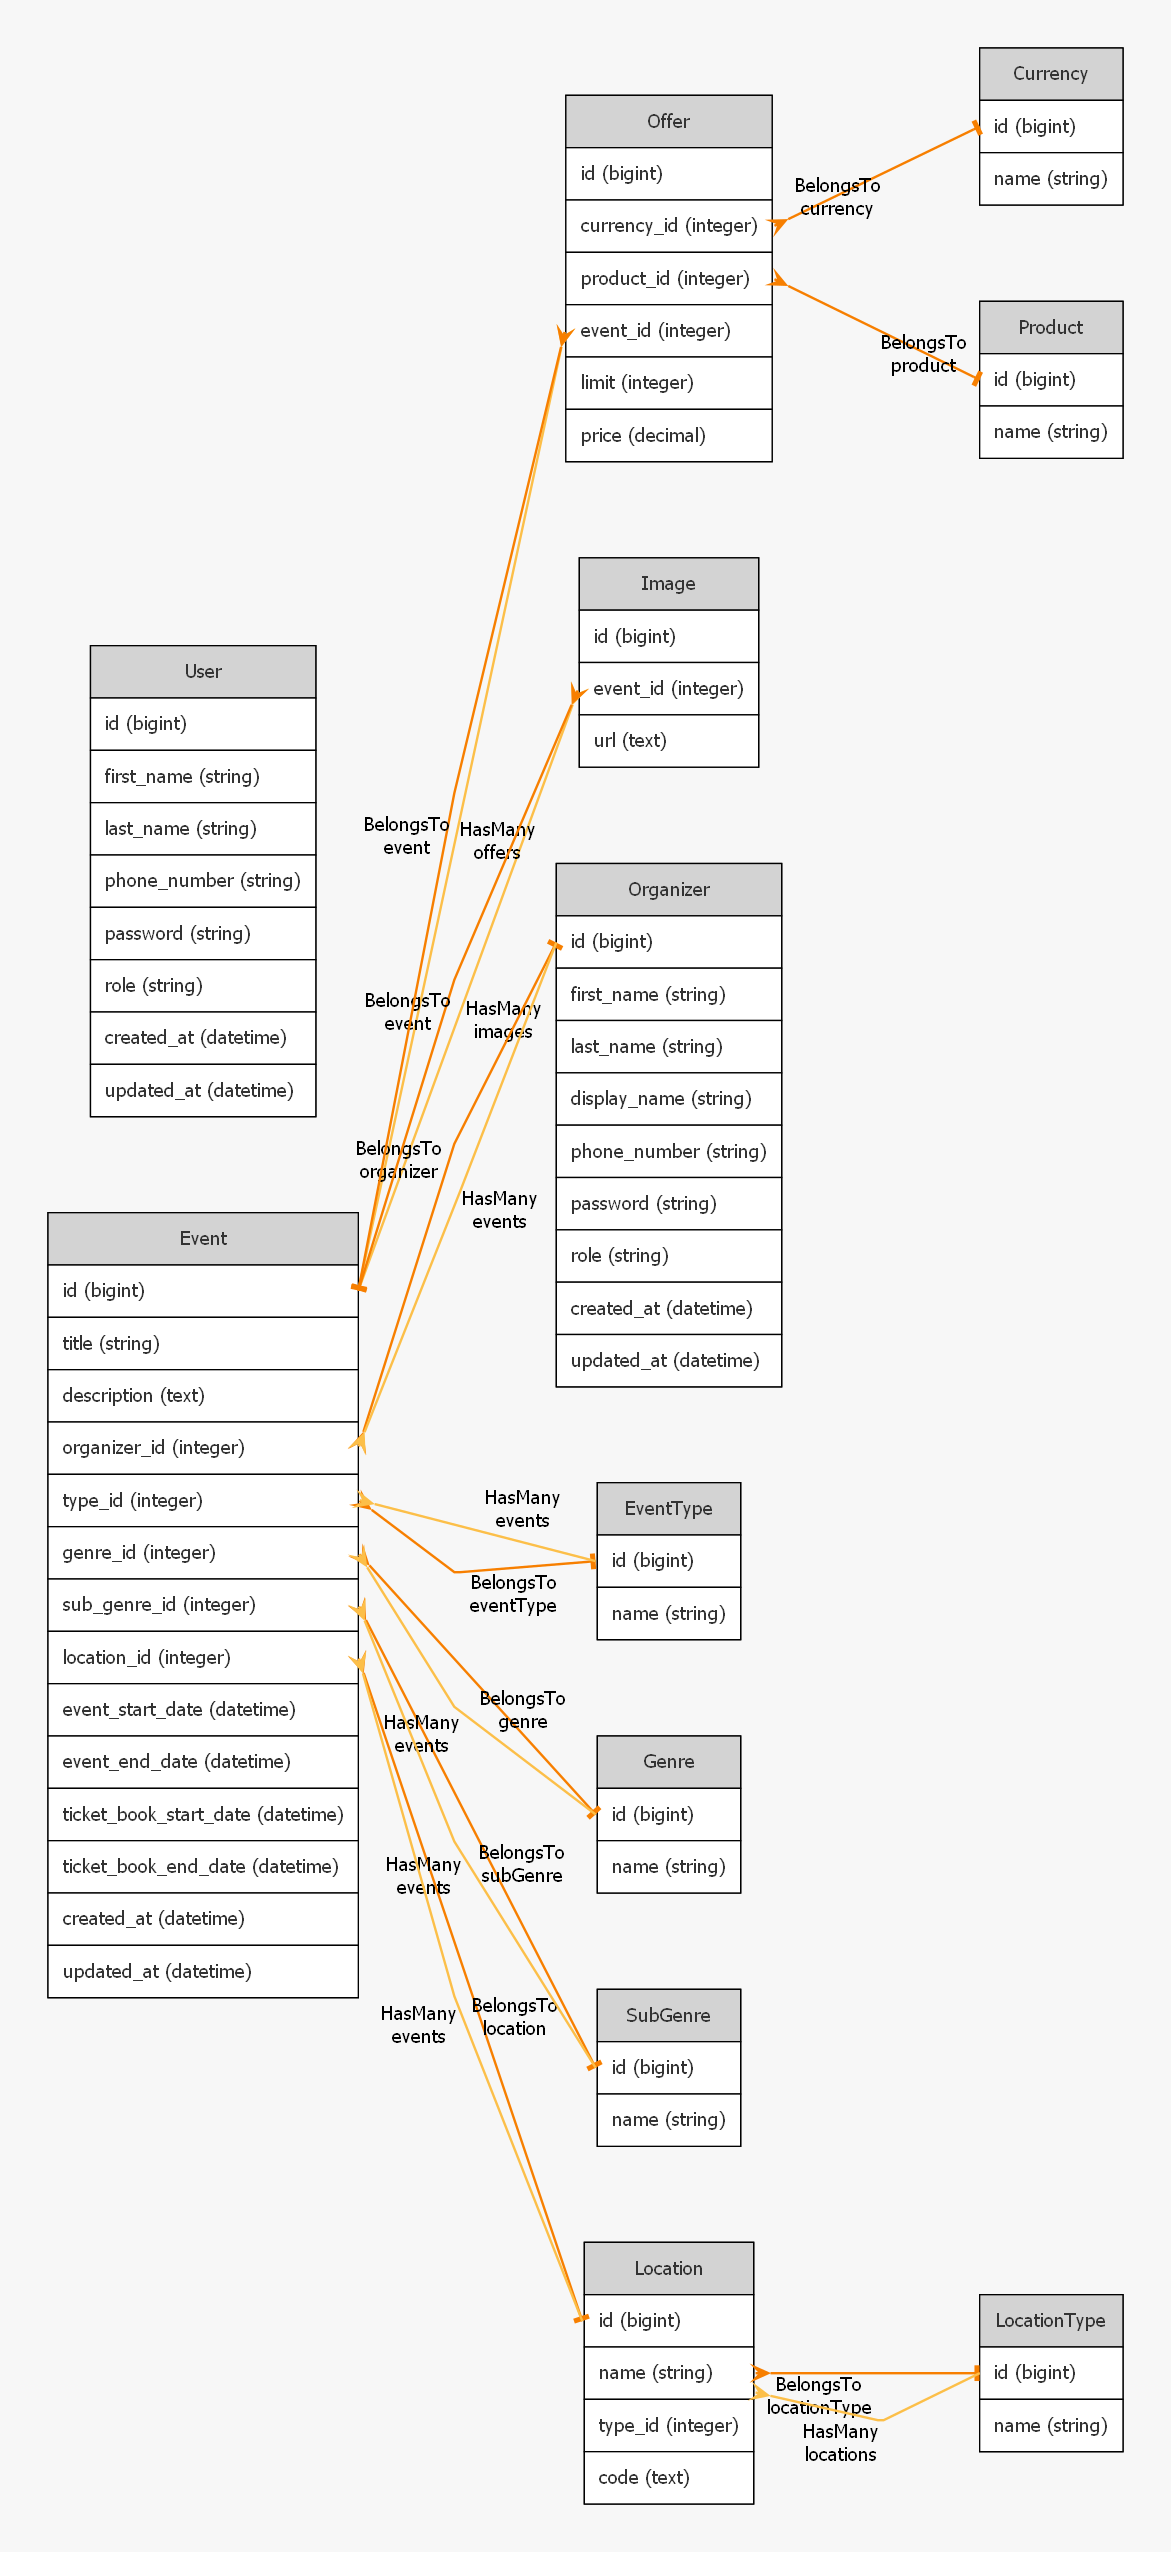 Currency
id (bigint)
name (string)
Offer
id (bigint)
currency_id (integer)
product_id (integer)
event_id (integer)
limit (integer)
price (decimal)
BelongsTo
currency
Product
id (bigint)
name (string)
BelongsTo
product
Image
id (bigint)
event_id (integer)
url (text)
User
id (bigint)
first_name (string)
last_name (string)
phone_number (string)
password (string)
role (string)
created_at (datetime)
updated_at (datetime)
BelongsTo
event
HasMany
offers
Organizer
id (bigint)
first_name (string)
last_name (string)
display_name (string)
phone_number (string)
password (string)
role (string)
created_at (datetime)
updated_at (datetime)
BelongsTo
event
HasMany
images
BelongsTo
organizer
HasMany
events
Event
id (bigint)
title (string)
description (text)
organizer_id (integer)
type_id (integer)
genre_id (integer)
sub_genre_id (integer)
location_id (integer)
event_start_date (datetime)
event_end_date (datetime)
ticket_book_start_date (datetime)
ticket_book_end_date (datetime)
created_at (datetime)
updated_at (datetime)
HasMany
events
BelongsTo
eventType
EventType
id (bigint)
name (string)
BelongsTo
genre
HasMany
events
Genre
id (bigint)
name (string)
BelongsTo
subGenre
HasMany
events
SubGenre
id (bigint)
name (string)
BelongsTo
location
HasMany
events
Location
id (bigint)
name (string)
type_id (integer)
code (text)
BelongsTo
locationType
HasMany
locations
LocationType
id (bigint)
name (string)